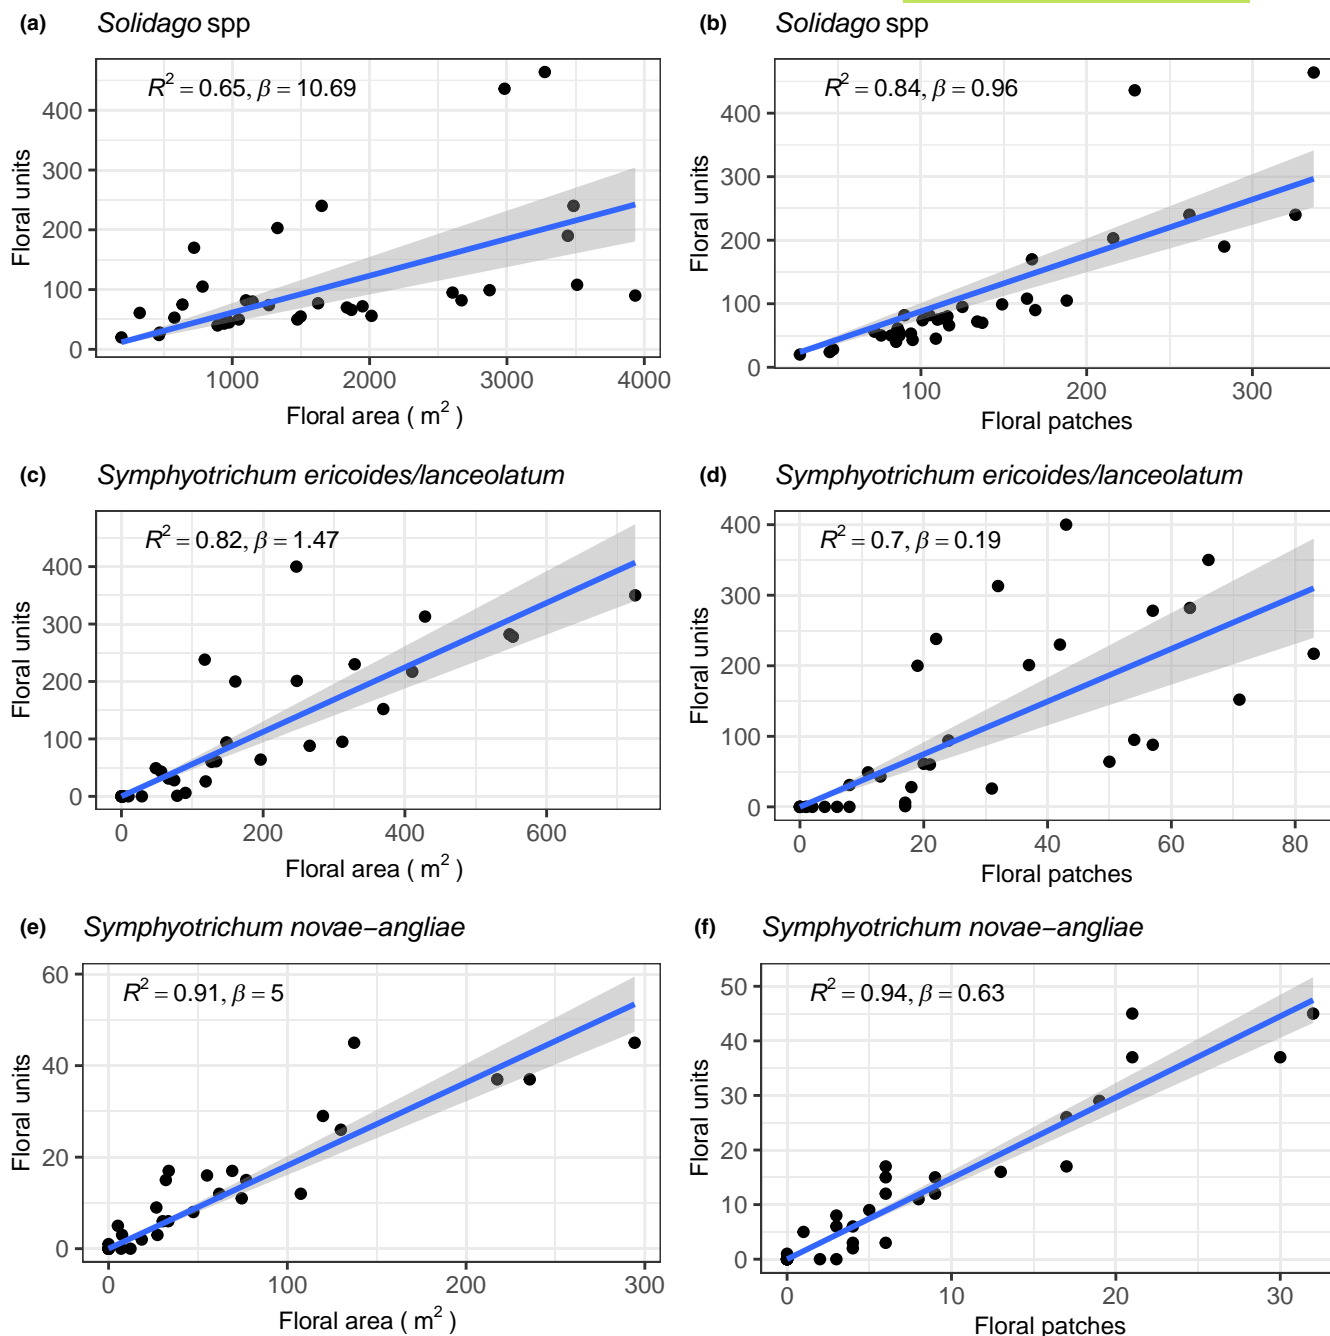 (a) Solidago spp
R² = 0.65, β = 10.69
Floral units
400
300
200
100
0
1000 2000 3000 4000
Floral area ( m² )
(b) Solidago spp
R² = 0.84, β = 0.96
Floral units
400
300
200
100
0
100 200 300
Floral patches
(c) Symphyotrichum ericoides/lanceolatum
R² = 0.82, β = 1.47
Floral units
400
300
200
100
0
0 200 400 600
Floral area ( m² )
(d) Symphyotrichum ericoides/lanceolatum
R² = 0.7, β = 0.19
Floral units
400
300
200
100
0
0 20 40 60 80
Floral patches
(e) Symphyotrichum novae−angliae
R² = 0.91, β = 5
Floral units
60
40
20
0
0 100 200 300
Floral area ( m² )
(f) Symphyotrichum novae−angliae
R² = 0.94, β = 0.63
Floral units
50
40
30
20
10
0
0 10 20 30
Floral patches